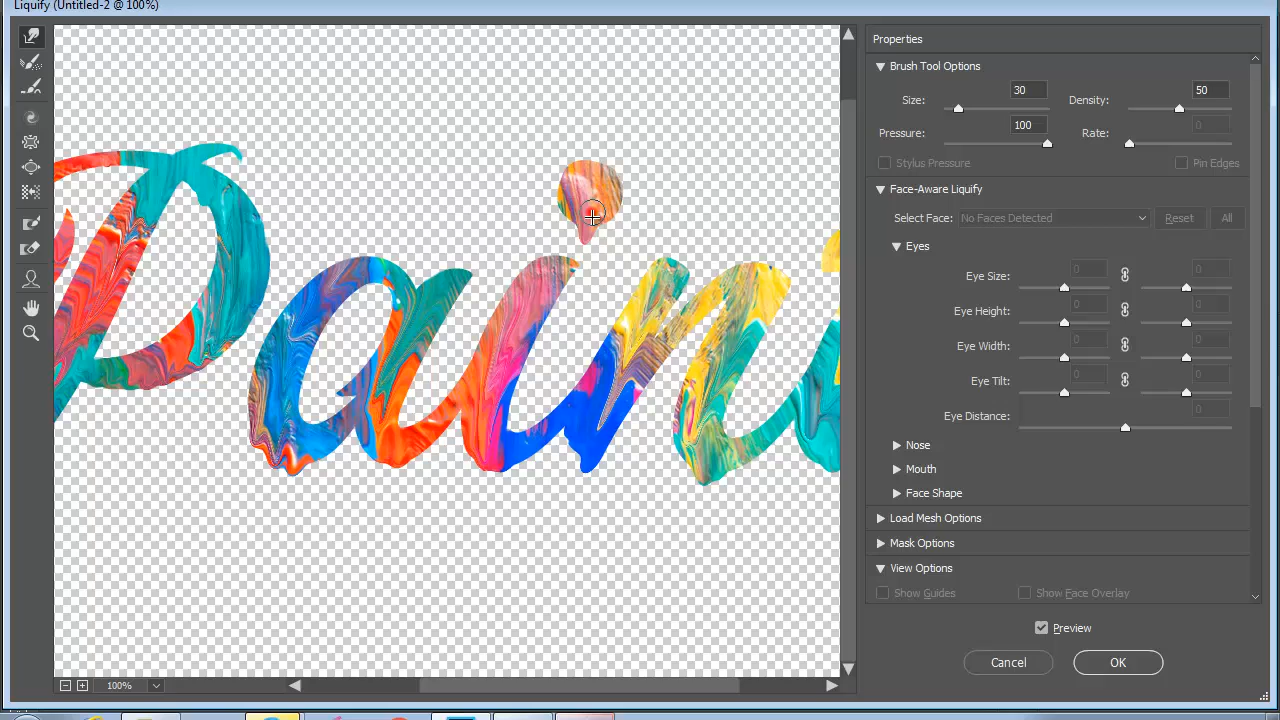 Liquify (Untitled-2 @ 100%)
Properties
Brush Tool Options
Size: 30 Density: 50
Pressure: 100 Rate: 0
Stylus Pressure Pin Edges
Face-Aware Liquify
Select Face: No Faces Detected Reset All
Eyes
Eye Size: 0 0
Eye Height: 0 0
Eye Width: 0 0
Eye Tilt: 0 0
Eye Distance: 0
Nose
Mouth
Face Shape
Load Mesh Options
Mask Options
View Options
Show Guides Show Face Overlay
Preview
Cancel OK
Pain
100%